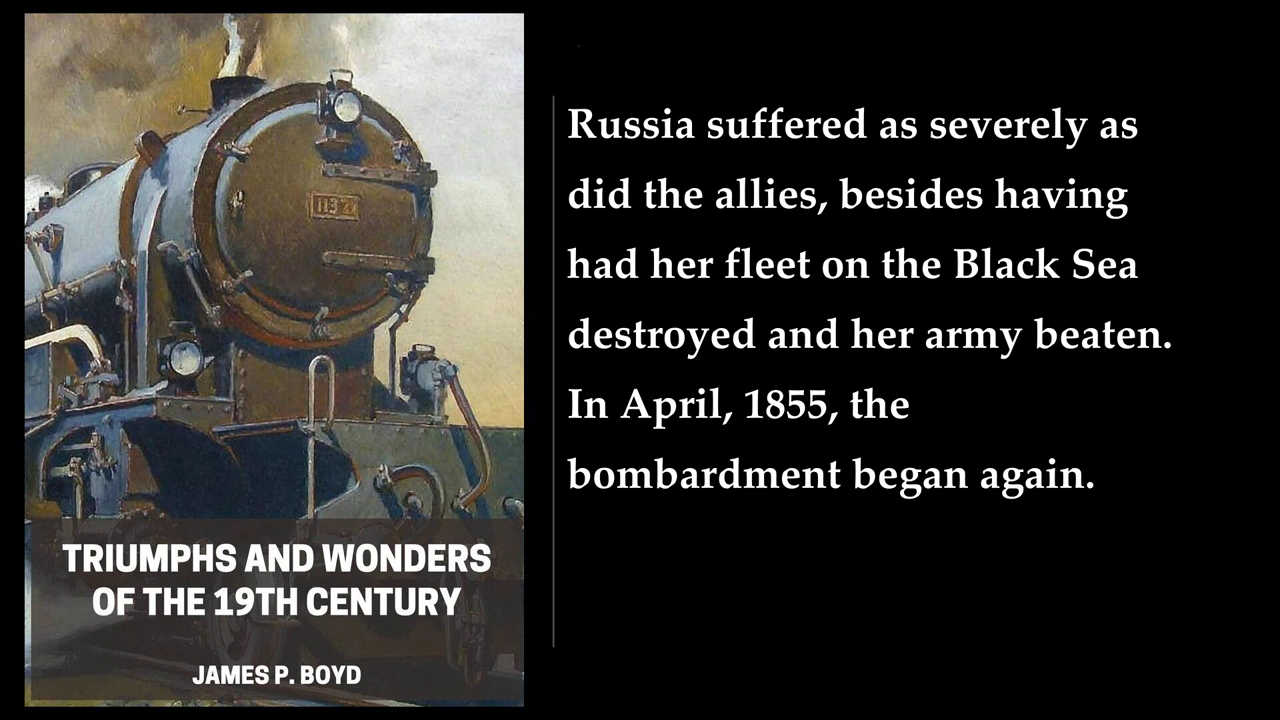 Russia suffered as severely as
did the allies, besides having
had her fleet on the Black Sea
destroyed and her army beaten.
In April, 1855, the
bombardment began again.
TRIUMPHS AND WONDERS
OF THE 19TH CENTURY
JAMES P. BOYD